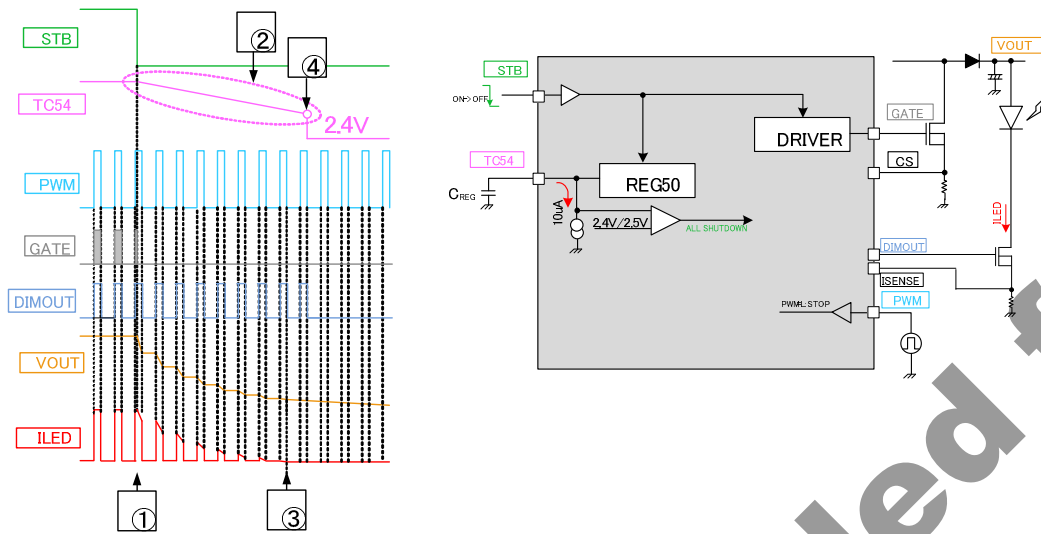 STB
②
④
TC54
2.4V
PWM
GATE
DIMOUT
VOUT
ILED
①
③
STB
ON->OFF
TC54
CREG
10uA
REG50
2.4V/2.5V
ALL SHUTDOWN
DRIVER
PWM=L:STOP
VOUT
GATE
CS
ILED
DIMOUT
ISENSE
PWM